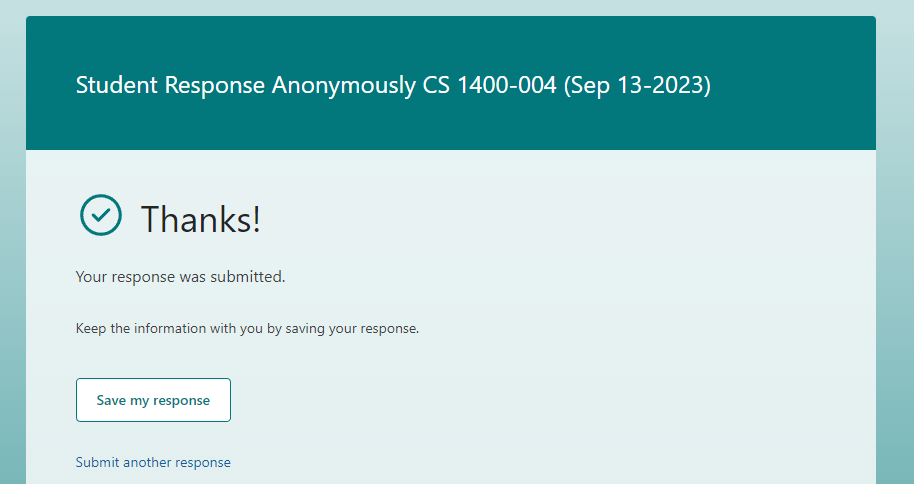 Student Response Anonymously CS 1400-004 (Sep 13-2023)
Thanks!
Your response was submitted.
Keep the information with you by saving your response.
Save my response
Submit another response